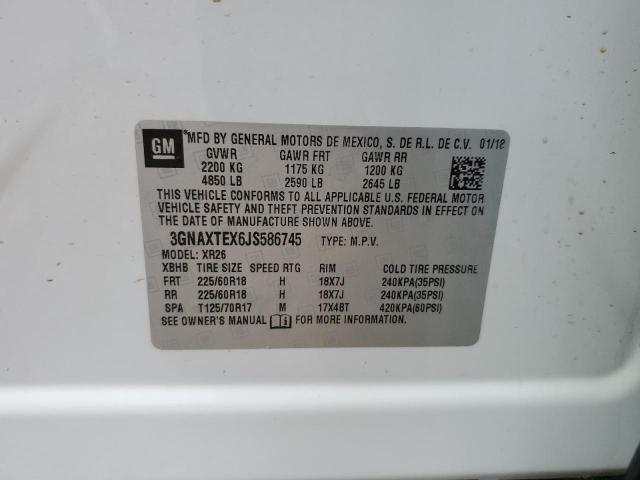 GM ® MFD BY GENERAL MOTORS DE MEXICO, S. DE R.L. DE C.V. 01/18
GVWR GAWR FRT GAWR RR
2200 KG 1175 KG 1200 KG
4850 LB 2590 LB 2645 LB
THIS VEHICLE CONFORMS TO ALL APPLICABLE U.S. FEDERAL MOTOR
VEHICLE SAFETY AND THEFT PREVENTION STANDARDS IN EFFECT ON
THE DATE OF MANUFACTURE SHOWN ABOVE.
3GNAXTEX6JS586745 TYPE: M.P.V.
MODEL: XR26
XBHB TIRE SIZE SPEED RTG RIM COLD TIRE PRESSURE
FRT 225/60R18 H 18X7J 240KPA(35PSI)
RR 225/60R18 H 18X7J 240KPA(35PSI)
SPA T125/70R17 M 17X4BT 420KPA(60PSI)
SEE OWNER'S MANUAL FOR MORE INFORMATION.